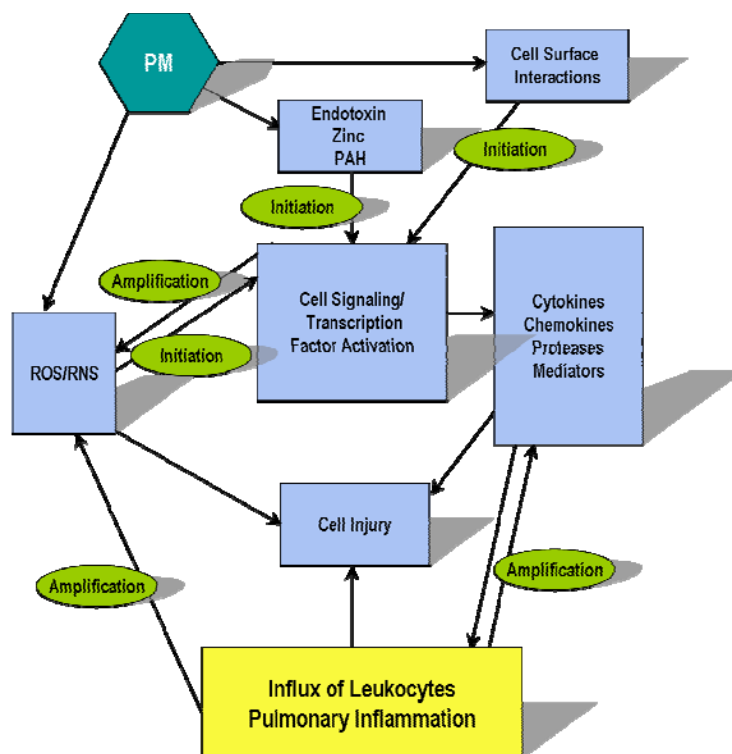 PM
Cell Surface
Interactions
Endotoxin
Zinc
PAH
Initiation
Initiation
Amplification
Cell Signaling/
Transcription
Factor Activation
Cytokines
Chemokines
Proteases
Mediators
Initiation
ROS/RNS
Cell Injury
Amplification
Amplification
Influx of Leukocytes
Pulmonary Inflammation